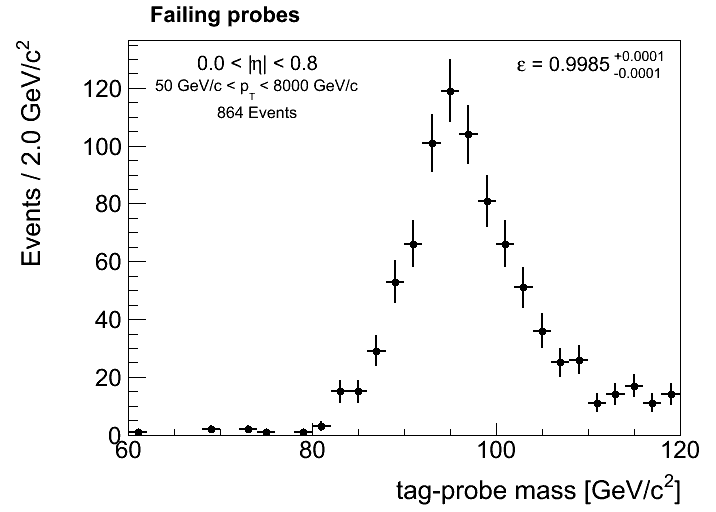 Failing probes
0.0 < |η| < 0.8
50 GeV/c < p_T < 8000 GeV/c
864 Events
ε = 0.9985 +0.0001 -0.0001
Events / 2.0 GeV/c²
120
100
80
60
40
20
0
60 80 100 120
tag-probe mass [GeV/c²]